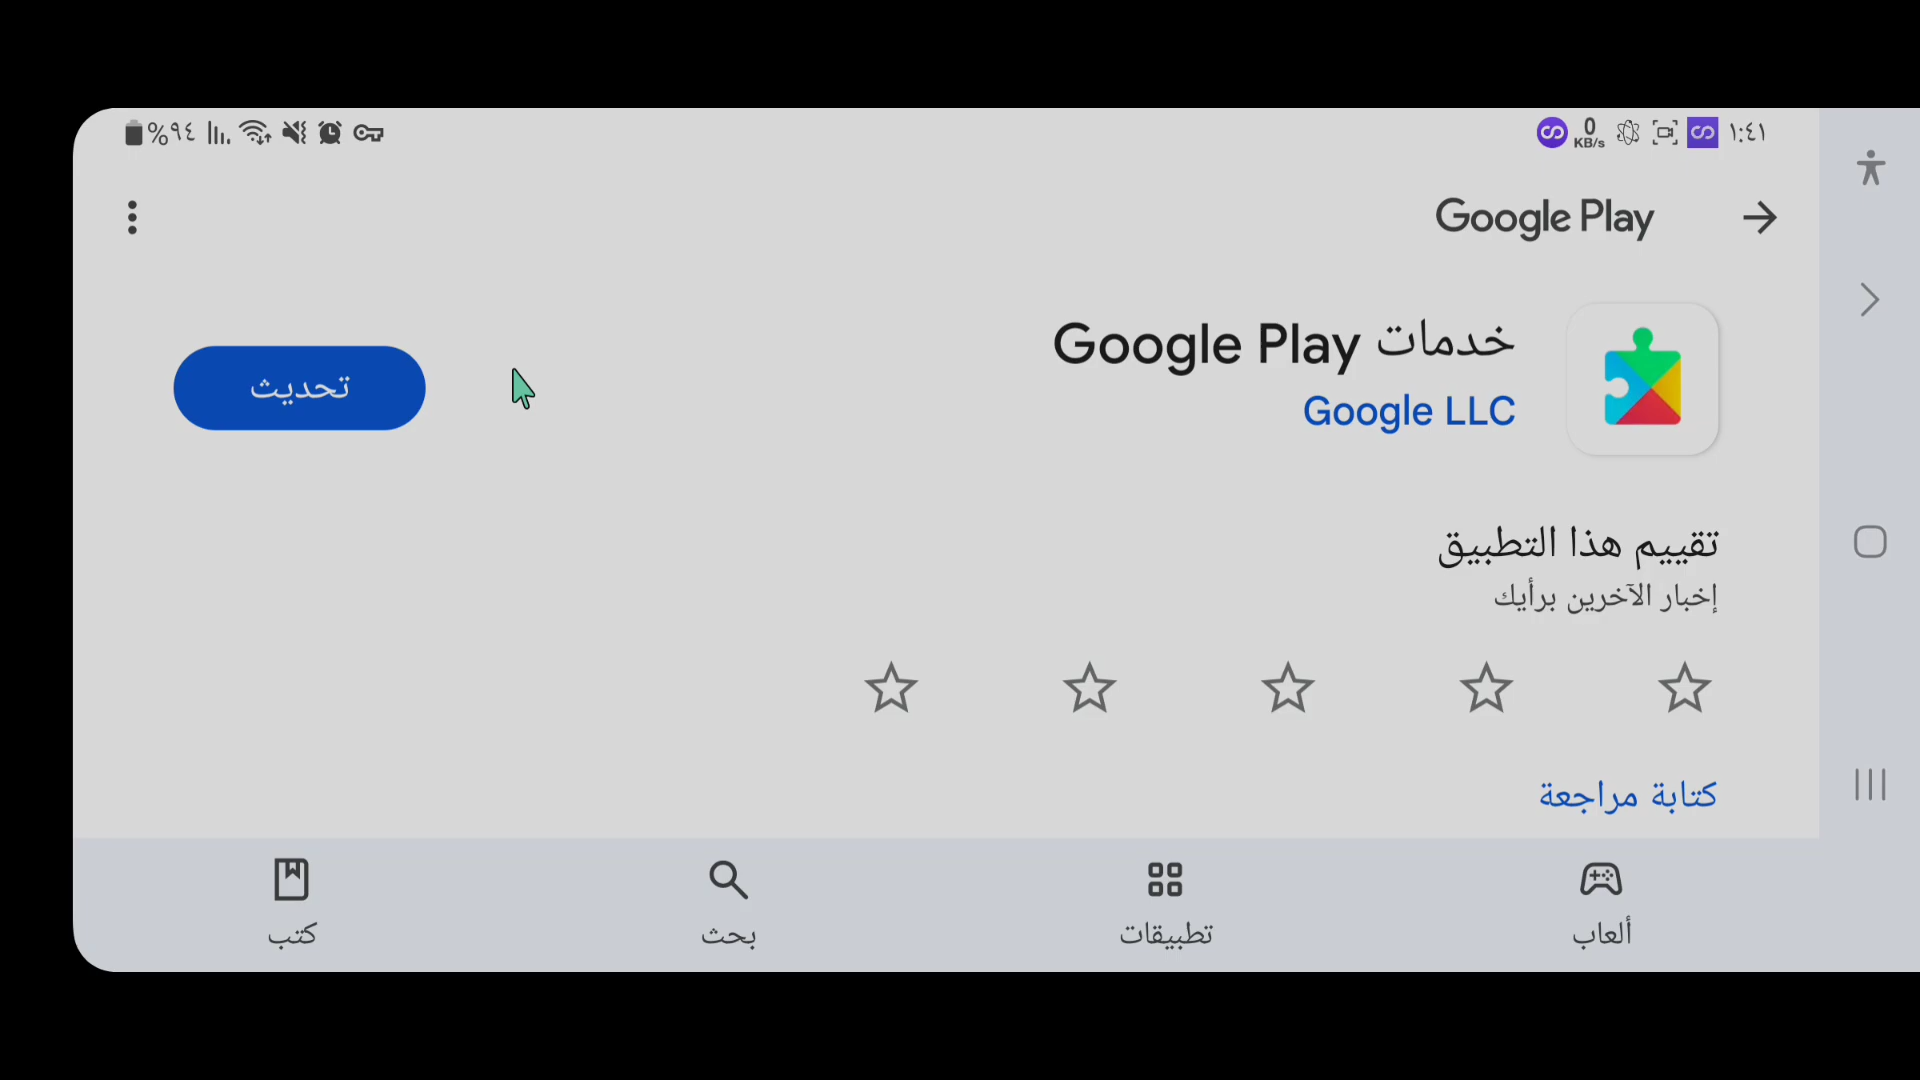 ١:٤١
0
KB/s
%٩٤
Google Play
خدمات Google Play
Google LLC
تحديث
تقييم هذا التطبيق
إخبار الآخرين برأيك
كتابة مراجعة
ألعاب
تطبيقات
بحث
كتب